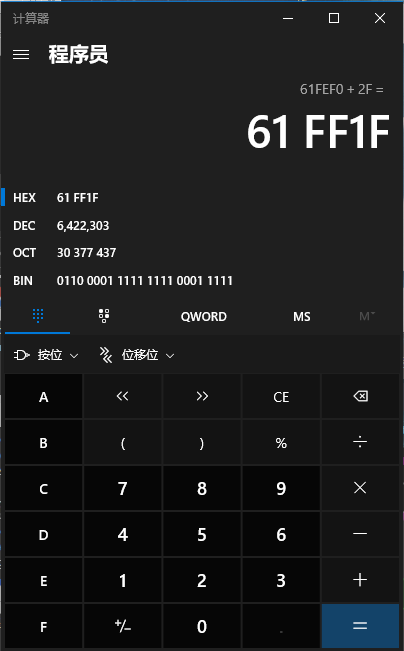 计算器
程序员
61FEF0 + 2F =
61 FF1F
HEX 61 FF1F
DEC 6,422,303
OCT 30 377 437
BIN 0110 0001 1111 1111 0001 1111
QWORD MS M˅
按位 位移位
A << >> CE
B ( ) % ÷
C 7 8 9 ×
D 4 5 6 −
E 1 2 3 +
F +/− 0 . =